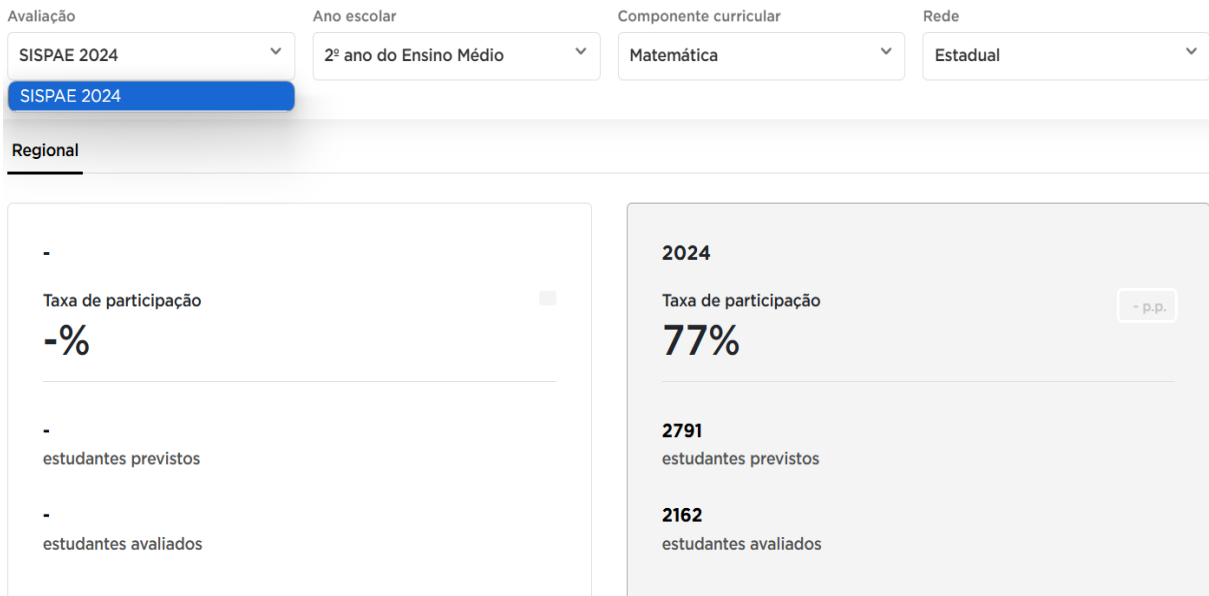 Avaliação Ano escolar Componente curricular Rede
SISPAE 2024 2º ano do Ensino Médio Matemática Estadual
SISPAE 2024
Regional
-
Taxa de participação
-%
-
estudantes previstos
-
estudantes avaliados
2024
Taxa de participação
- p.p.
77%
2791
estudantes previstos
2162
estudantes avaliados